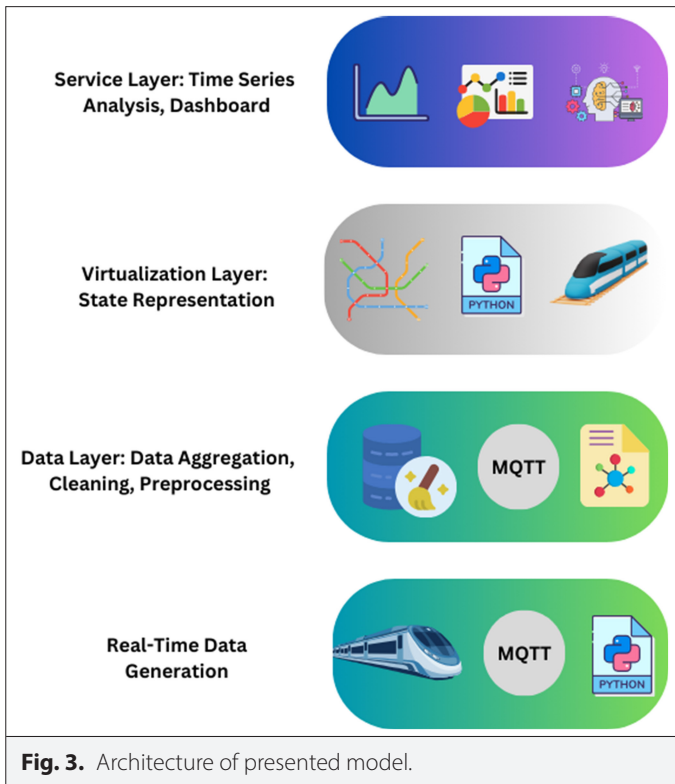 Service Layer: Time Series
Analysis, Dashboard
Virtualization Layer:
State Representation
PYTHON
Data Layer: Data Aggregation,
Cleaning, Preprocessing
MQTT
Real-Time Data
Generation
MQTT
PYTHON
Fig. 3. Architecture of presented model.